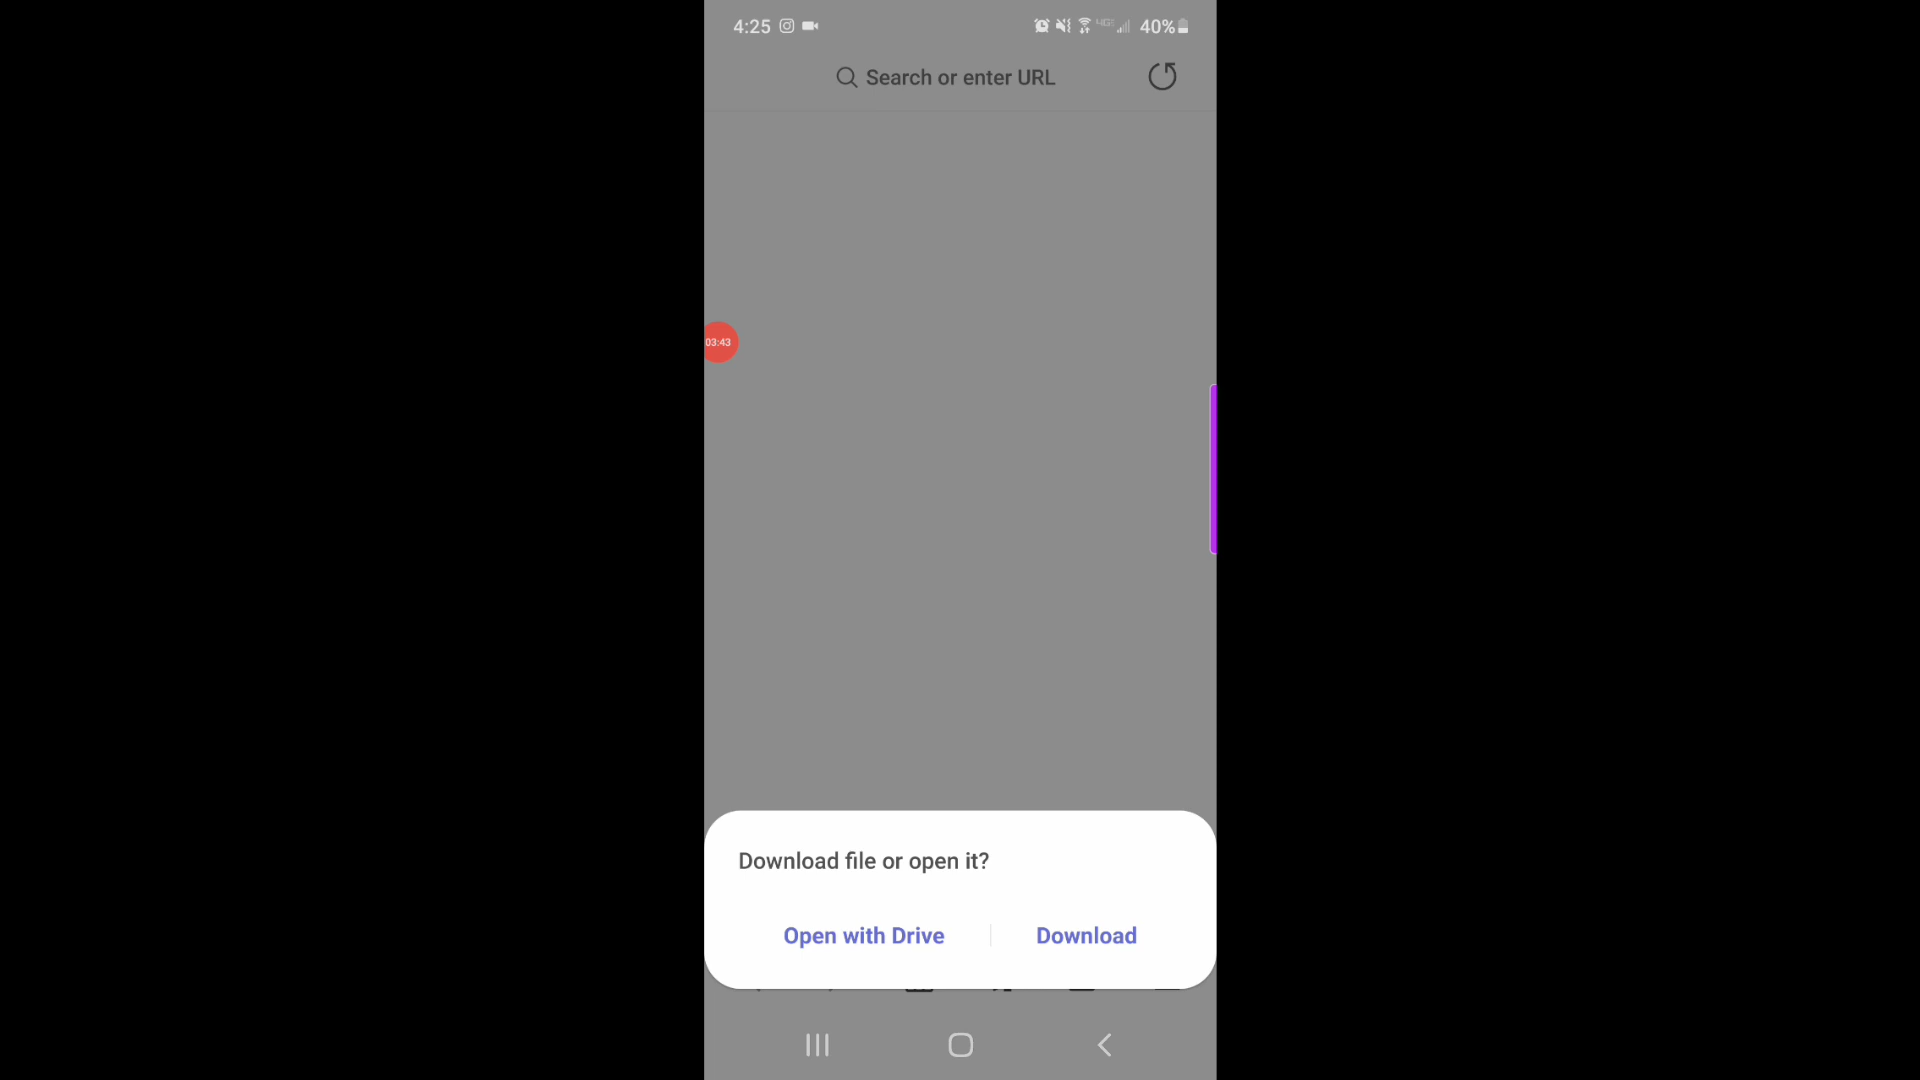 4:25
40%
Search or enter URL
03:43
Download file or open it?
Open with Drive
Download